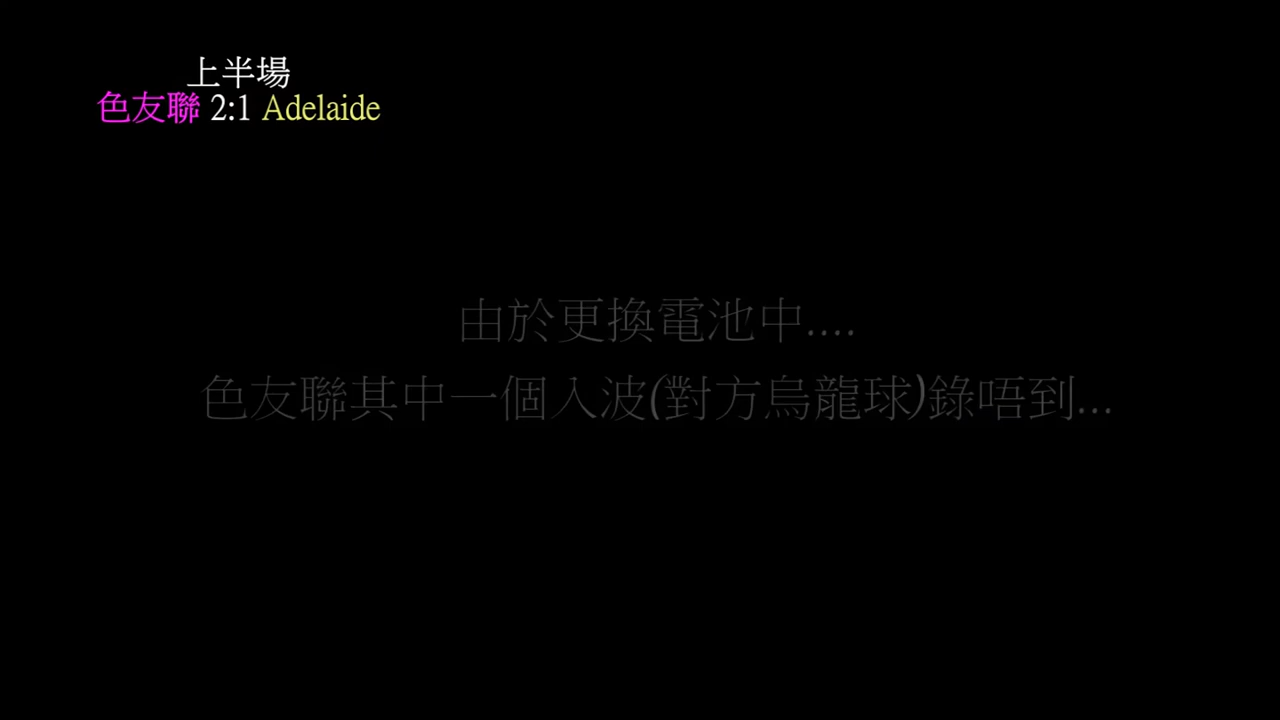 上半場
色友聯 2:1 Adelaide
由於更換電池中....
色友聯其中一個入波(對方烏龍球)錄唔到...